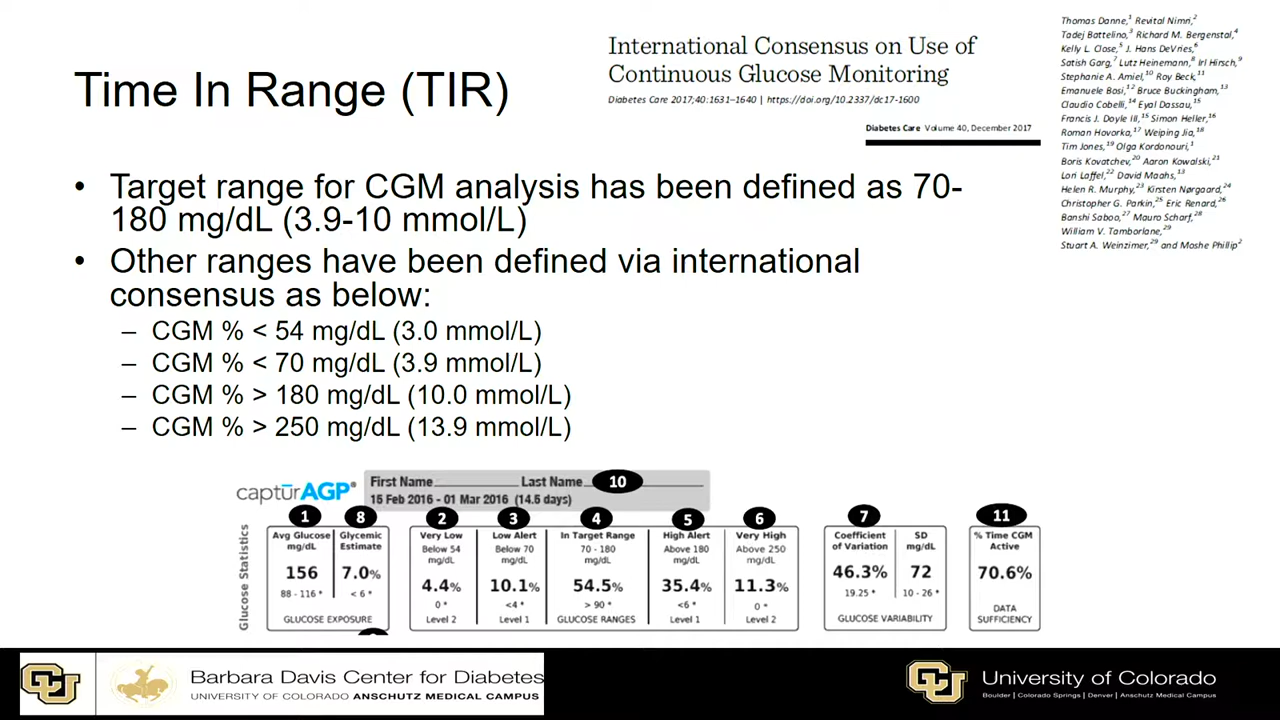 Time In Range (TIR)
International Consensus on Use of
Continuous Glucose Monitoring
Diabetes Care 2017;40:1631–1640 | https://doi.org/10.2337/dc17-1600
Diabetes Care Volume 40, December 2017
Thomas Danne,1 Revital Nimri,2
Tadej Battelino,3 Richard M. Bergenstal,4
Kelly L. Close,5 J. Hans DeVries,6
Satish Garg,7 Lutz Heinemann,8 Irl Hirsch,9
Stephanie A. Amiel,10 Roy Beck,11
Emanuele Bosi,12 Bruce Buckingham,13
Claudio Cobelli,14 Eyal Dassau,15
Francis J. Doyle III,15 Simon Heller,16
Roman Hovorka,17 Weiping Jia,18
Tim Jones,19 Olga Kordonouri,1
Boris Kovatchev,20 Aaron Kowalski,21
Lori Laffel,22 David Maahs,13
Helen R. Murphy,23 Kirsten Nørgaard,24
Christopher G. Parkin,25 Eric Renard,26
Banshi Saboo,27 Mauro Scharf,28
William V. Tamborlane,29
Stuart A. Weinzimer,29 and Moshe Phillip2
• Target range for CGM analysis has been defined as 70-
180 mg/dL (3.9-10 mmol/L)
• Other ranges have been defined via international
consensus as below:
– CGM % < 54 mg/dL (3.0 mmol/L)
– CGM % < 70 mg/dL (3.9 mmol/L)
– CGM % > 180 mg/dL (10.0 mmol/L)
– CGM % > 250 mg/dL (13.9 mmol/L)
captūrAGP®
First Name Last Name 10
15 Feb 2016 - 01 Mar 2016 (14.5 days)
1 8 2 3 4 5 6 7 11
Glucose Statistics
Avg Glucose
mg/dL
156
88 - 116 *
Glycemic
Estimate
7.0%
< 6 *
GLUCOSE EXPOSURE
Very Low
Below 54
mg/dL
4.4%
0 *
Level 2
Low Alert
Below 70
mg/dL
10.1%
<4 *
Level 1
In Target Range
70 - 180
mg/dL
54.5%
> 90 *
GLUCOSE RANGES
High Alert
Above 180
mg/dL
35.4%
<6 *
Level 1
Very High
Above 250
mg/dL
11.3%
0 *
Level 2
Coefficient
of Variation
46.3%
19.25 *
SD
mg/dL
72
10 - 26 *
GLUCOSE VARIABILITY
% Time CGM
Active
70.6%
DATA
SUFFICIENCY
CU
Barbara Davis Center for Diabetes
UNIVERSITY OF COLORADO ANSCHUTZ MEDICAL CAMPUS
CU
University of Colorado
Boulder | Colorado Springs | Denver | Anschutz Medical Campus